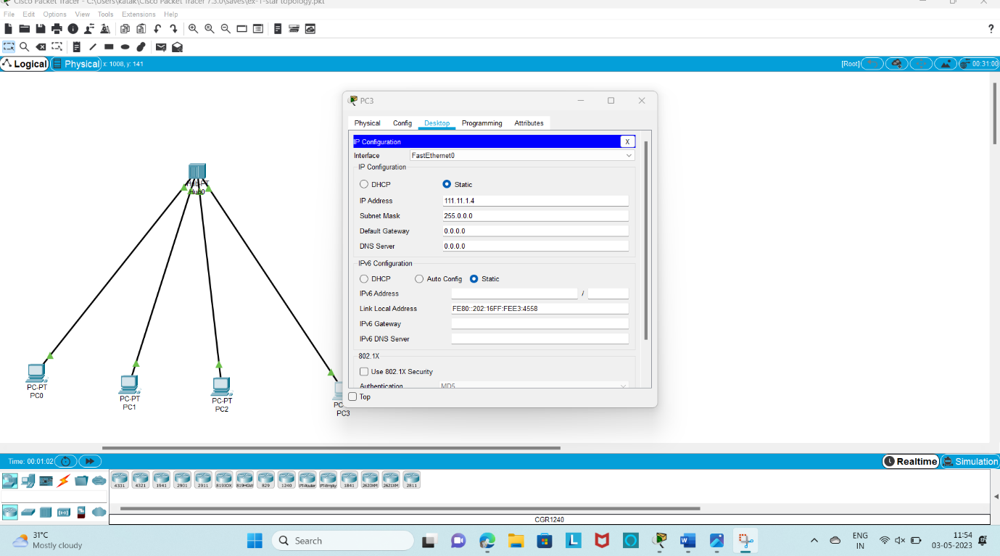 Cisco Packet Tracer - C:\Users\katak\Cisco Packet Tracer 7.3.0\saves\ex-1-star topology.pkt
File Edit Options View Tools Extensions Help
?
Logical Physical x: 1008, y: 141 [Root] 00:31:00
PC3
Physical Config Desktop Programming Attributes
IP Configuration X
Interface FastEthernet0
IP Configuration
DHCP Static
IP Address 111.11.1.4
Subnet Mask 255.0.0.0
Default Gateway 0.0.0.0
DNS Server 0.0.0.0
IPv6 Configuration
DHCP Auto Config Static
IPv6 Address /
Link Local Address FE80::202:16FF:FEE3:4558
IPv6 Gateway
IPv6 DNS Server
802.1X
Use 802.1X Security
Authentication MD5
Top
Hub-PT
Hub0
PC-PT
PC0
PC-PT
PC1
PC-PT
PC2
PC
PC3
Time: 00:01:02 Realtime Simulation
4331 4321 1941 2901 2911 819IOX 819HGW 829 1240 PT-Router PT-Empty 1841 2620XM 2621XM 2811
CGR1240
31°C
Mostly cloudy
Search
ENG
IN
11:54
03-05-2023